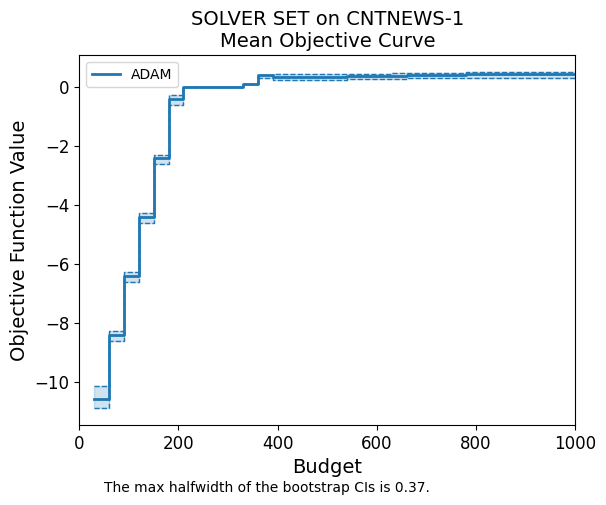 SOLVER SET on CNTNEWS-1
Mean Objective Curve
ADAM
Objective Function Value
0
−2
−4
−6
−8
−10
0 200 400 600 800 1000
Budget
The max halfwidth of the bootstrap CIs is 0.37.